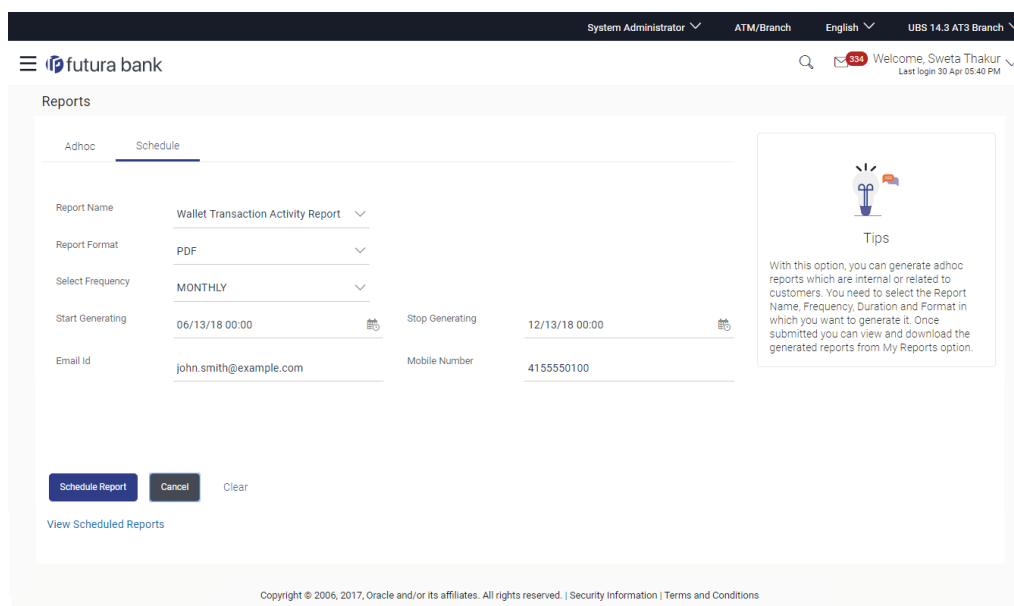 System Administrator ATM/Branch English UBS 14.3 AT3 Branch
futura bank 334 Welcome, Sweta Thakur
Last login 30 Apr 05:40 PM
Reports
Adhoc Schedule
Report Name Wallet Transaction Activity Report
Report Format PDF
Select Frequency MONTHLY
Start Generating 06/13/18 00:00 Stop Generating 12/13/18 00:00
Email Id john.smith@example.com Mobile Number 4155550100
Schedule Report Cancel Clear
View Scheduled Reports
Tips
With this option, you can generate adhoc
reports which are internal or related to
customers. You need to select the Report
Name, Frequency, Duration and Format in
which you want to generate it. Once
submitted you can view and download the
generated reports from My Reports option.
Copyright © 2006, 2017, Oracle and/or its affiliates. All rights reserved. | Security Information | Terms and Conditions